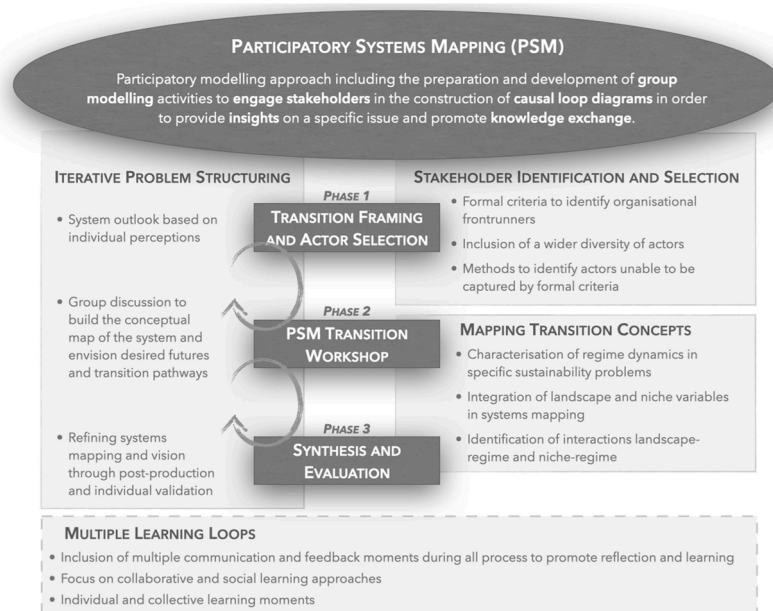 PARTICIPATORY SYSTEMS MAPPING (PSM)
Participatory modelling approach including the preparation and development of group
modelling activities to engage stakeholders in the construction of causal loop diagrams in order
to provide insights on a specific issue and promote knowledge exchange.
ITERATIVE PROBLEM STRUCTURING
• System outlook based on
individual perceptions
• Group discussion to
build the conceptual
map of the system and
envision desired futures
and transition pathways
• Refining systems
mapping and vision
through post-production
and individual validation
PHASE 1
TRANSITION FRAMING
AND ACTOR SELECTION
PHASE 2
PSM TRANSITION
WORKSHOP
PHASE 3
SYNTHESIS AND
EVALUATION
STAKEHOLDER IDENTIFICATION AND SELECTION
• Formal criteria to identify organisational
frontrunners
• Inclusion of a wider diversity of actors
• Methods to identify actors unable to be
captured by formal criteria
MAPPING TRANSITION CONCEPTS
• Characterisation of regime dynamics in
specific sustainability problems
• Integration of landscape and niche variables
in systems mapping
• Identification of interactions landscape-
regime and niche-regime
MULTIPLE LEARNING LOOPS
• Inclusion of multiple communication and feedback moments during all process to promote reflection and learning
• Focus on collaborative and social learning approaches
• Individual and collective learning moments